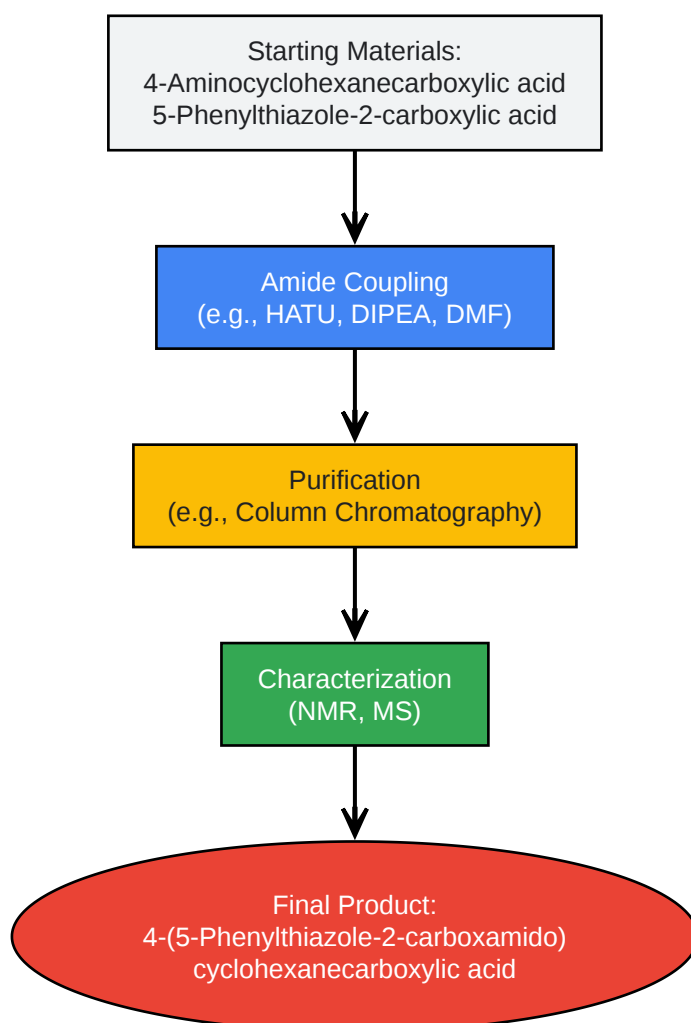 Starting Materials:
4-Aminocyclohexanecarboxylic acid
5-Phenylthiazole-2-carboxylic acid
Amide Coupling
(e.g., HATU, DIPEA, DMF)
Purification
(e.g., Column Chromatography)
Characterization
(NMR, MS)
Final Product:
4-(5-Phenylthiazole-2-carboxamido)
cyclohexanecarboxylic acid